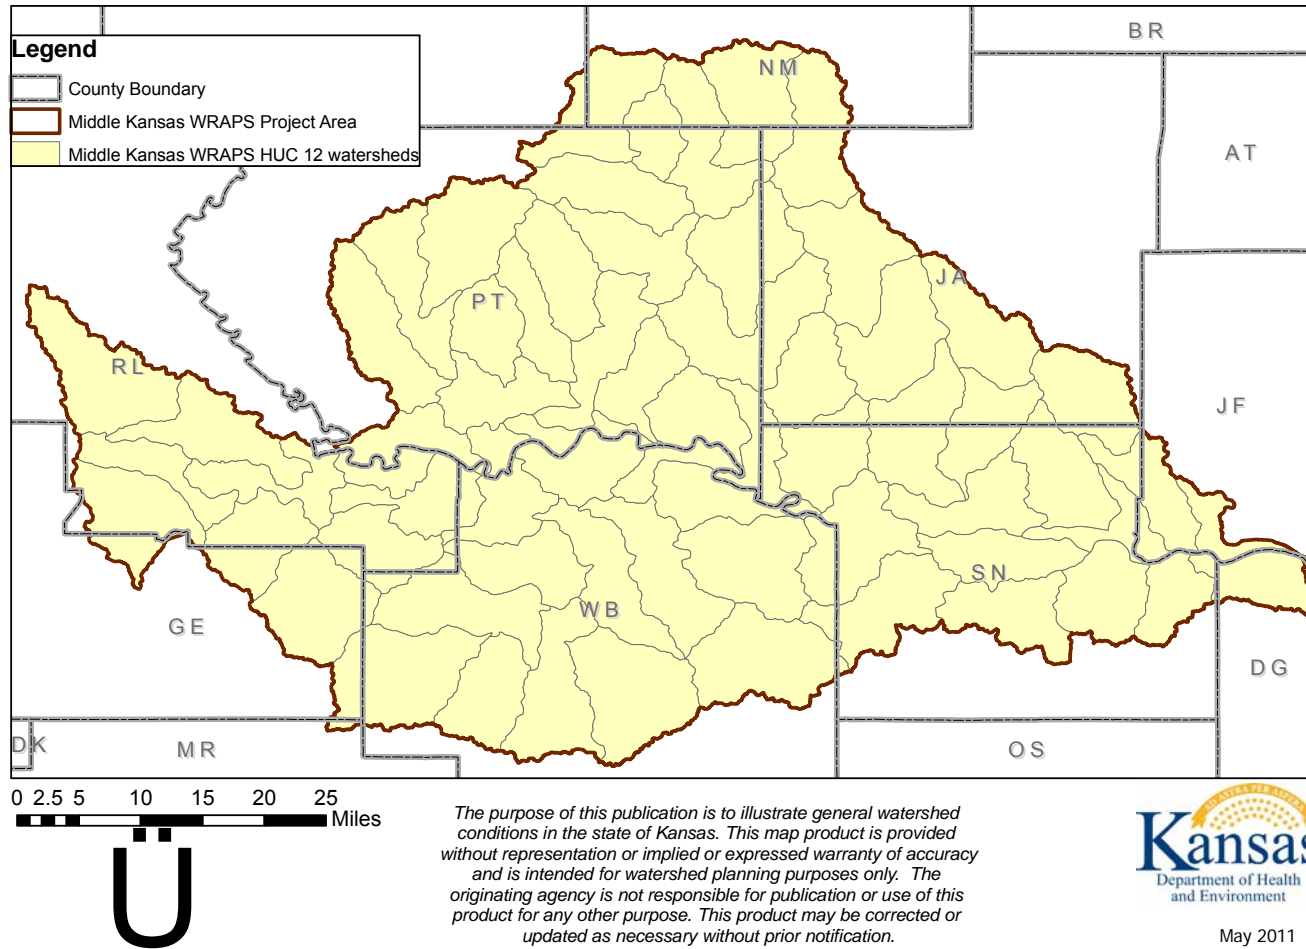 Legend
County Boundary
Middle Kansas WRAPS Project Area
Middle Kansas WRAPS HUC 12 watersheds
BR
NM
AT
JA
PT
RL
JF
SN
WB
GE
DG
DK
MR
OS
0 2.5 5 10 15 20 25
Miles
Ü
The purpose of this publication is to illustrate general watershed
conditions in the state of Kansas. This map product is provided
without representation or implied or expressed warranty of accuracy
and is intended for watershed planning purposes only. The
originating agency is not responsible for publication or use of this
product for any other purpose. This product may be corrected or
updated as necessary without prior notification.
AD ASTRA PER ASPERA
Kansas
Department of Health
and Environment
May 2011